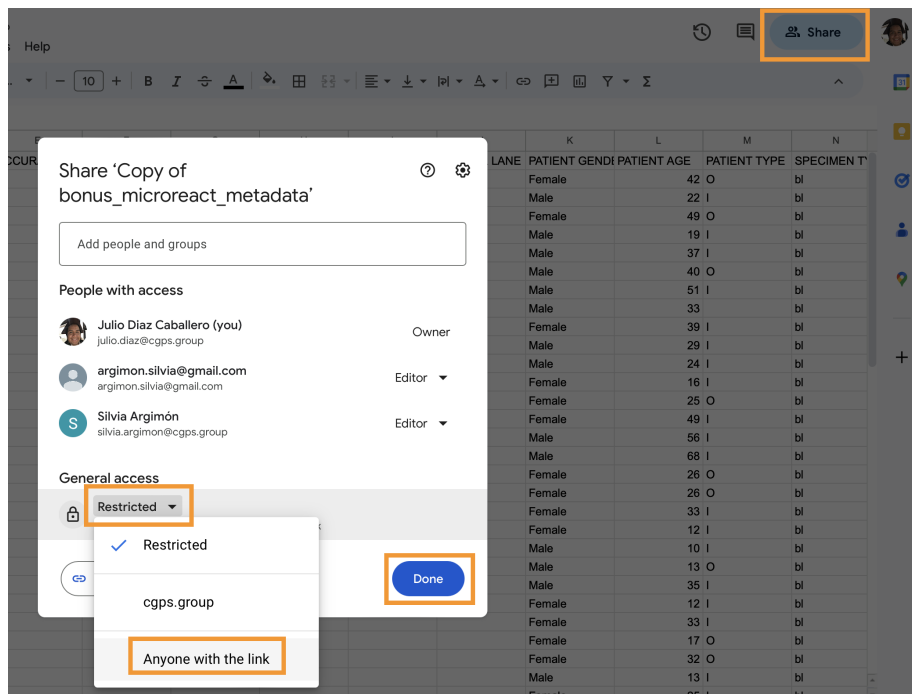 Share
Help
10 B I S A A Σ
31
K L M N
CCUR LANE PATIENT GENDE PATIENT AGE PATIENT TYPE SPECIMEN TY
Female 42 O bl
Male 22 I bl
Female 49 O bl
Male 19 I bl
Male 37 I bl
Male 40 O bl
Male 51 I bl
Male 33 bl
Female 39 I bl
Male 29 I bl
Male 24 I bl
Female 16 I bl
Female 25 O bl
Female 49 I bl
Male 56 I bl
Male 68 I bl
Female 26 O bl
Female 26 O bl
Female 33 I bl
Female 12 I bl
Male 10 I bl
Male 13 O bl
Male 35 I bl
Female 12 I bl
Female 33 I bl
Female 17 O bl
Female 32 O bl
Male 13 I bl
Share ‘Copy of
bonus_microreact_metadata’
Add people and groups
People with access
Julio Diaz Caballero (you)
julio.diaz@cgps.group
Owner
argimon.silvia@gmail.com
argimon.silvia@gmail.com
Editor
S
Silvia Argimón
silvia.argimon@cgps.group
Editor
General access
Restricted
Restricted
cgps.group
Anyone with the link
Done